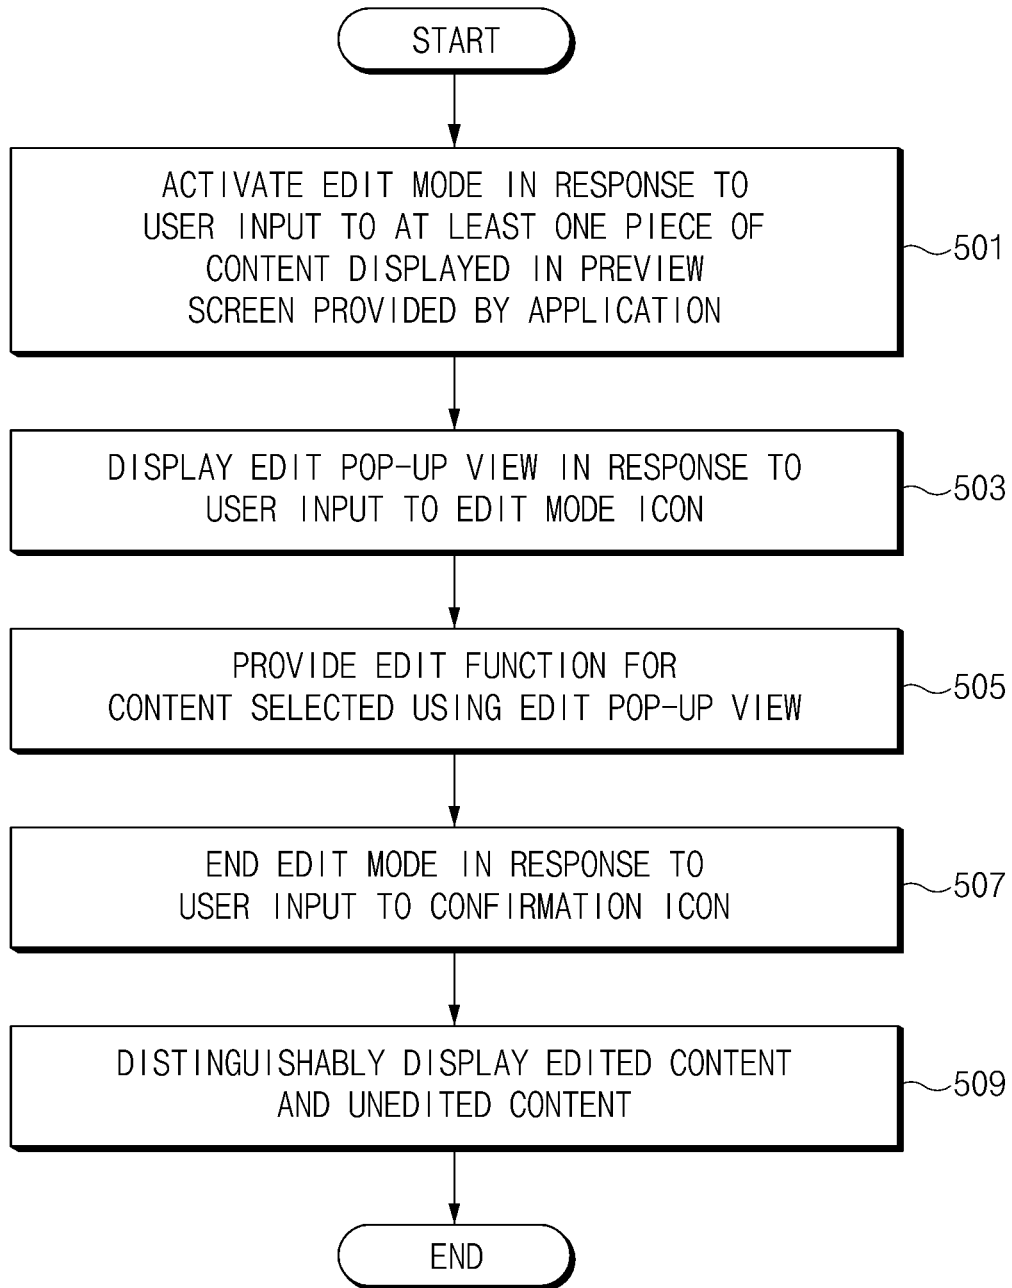 START
ACTIVATE EDIT MODE IN RESPONSE TO
USER INPUT TO AT LEAST ONE PIECE OF
CONTENT DISPLAYED IN PREVIEW
SCREEN PROVIDED BY APPLICATION
501
DISPLAY EDIT POP-UP VIEW IN RESPONSE TO
USER INPUT TO EDIT MODE ICON
503
PROVIDE EDIT FUNCTION FOR
CONTENT SELECTED USING EDIT POP-UP VIEW
505
END EDIT MODE IN RESPONSE TO
USER INPUT TO CONFIRMATION ICON
507
DISTINGUISHABLY DISPLAY EDITED CONTENT
AND UNEDITED CONTENT
509
END